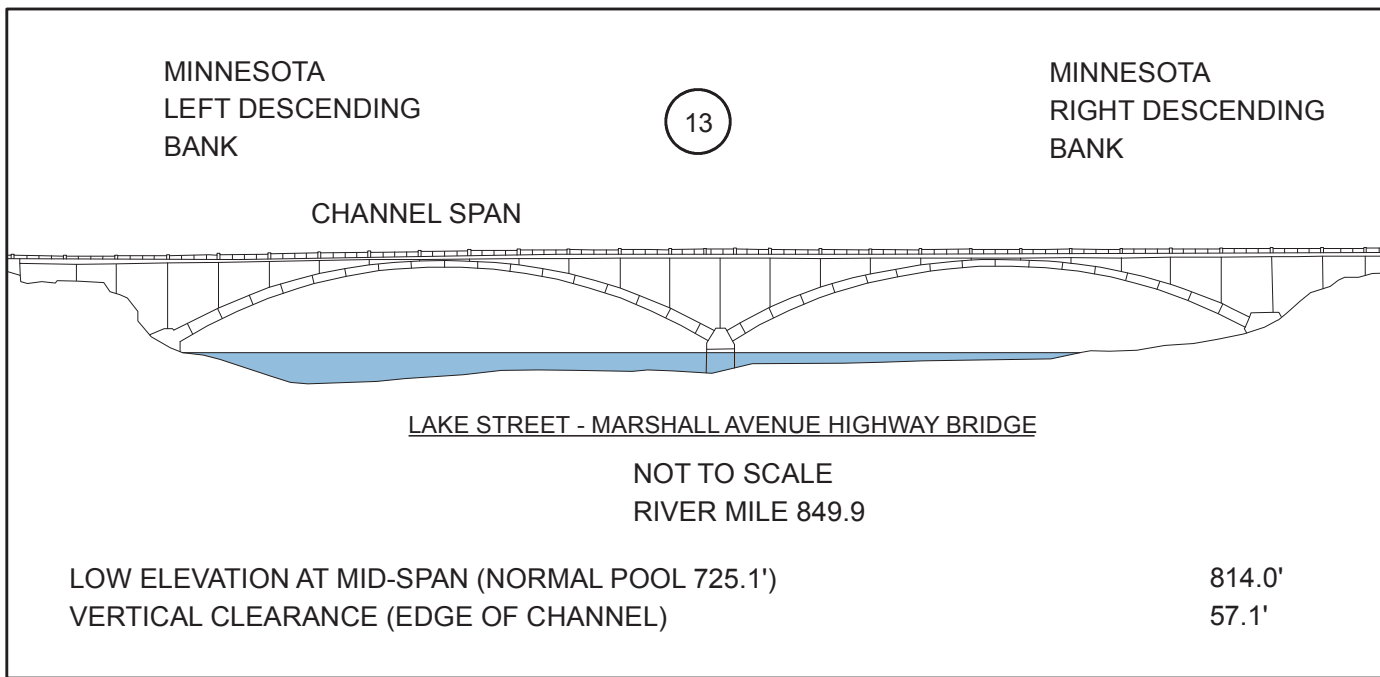 MINNESOTA
LEFT DESCENDING
BANK
13
MINNESOTA
RIGHT DESCENDING
BANK
CHANNEL SPAN
LAKE STREET - MARSHALL AVENUE HIGHWAY BRIDGE
NOT TO SCALE
RIVER MILE 849.9
LOW ELEVATION AT MID-SPAN (NORMAL POOL 725.1') 814.0'
VERTICAL CLEARANCE (EDGE OF CHANNEL) 57.1'